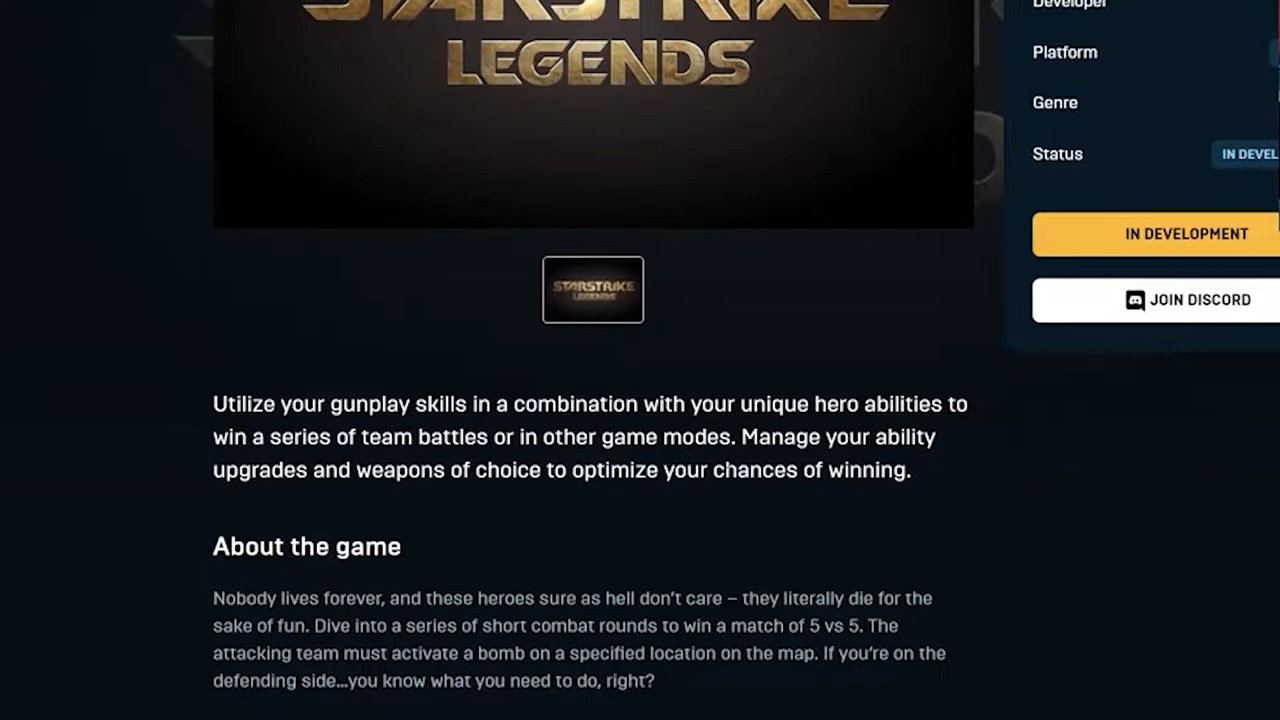 STARSTRIKE
LEGENDS
Developer
Platform
Genre
Status
IN DEVEL
IN DEVELOPMENT
JOIN DISCORD
STARSTRIKE
LEGENDS
Utilize your gunplay skills in a combination with your unique hero abilities to
win a series of team battles or in other game modes. Manage your ability
upgrades and weapons of choice to optimize your chances of winning.
About the game
Nobody lives forever, and these heroes sure as hell don't care – they literally die for the
sake of fun. Dive into a series of short combat rounds to win a match of 5 vs 5. The
attacking team must activate a bomb on a specified location on the map. If you're on the
defending side...you know what you need to do, right?